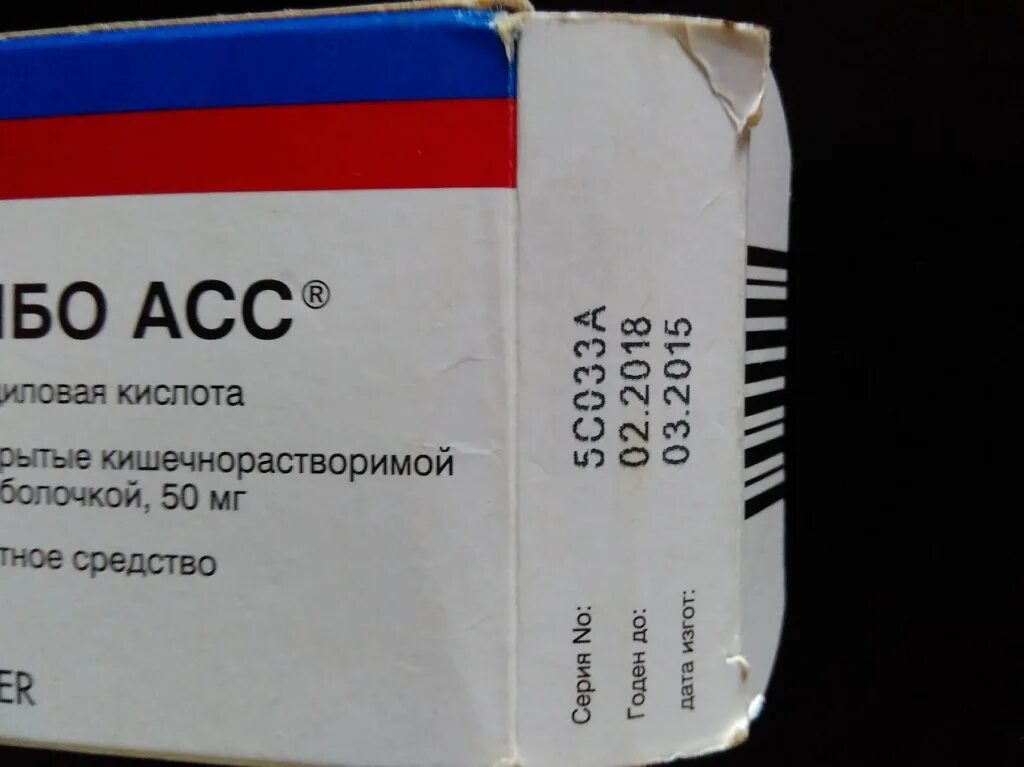 ИБО АСС®
циловая кислота
рытые кишечнорастворимой
болочкой, 50 мг
тное средство
ER
Серия No: 5C033A
Годен до: 02.2018
дата изгот: 03.2015